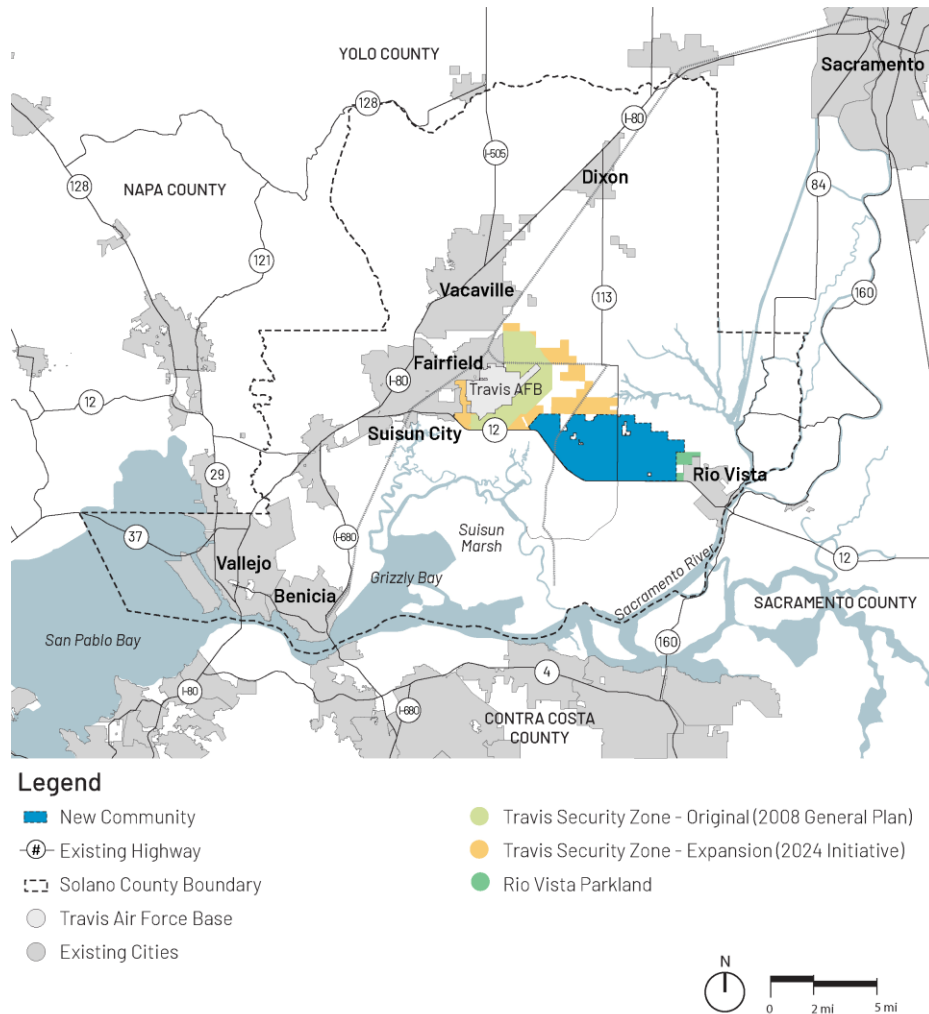 YOLO COUNTY
Sacramento
128
I-80
I-505
Dixon
128
NAPA COUNTY
84
121
Vacaville
113
160
Fairfield
I-80
Travis AFB
12
Suisun City
12
Rio Vista
29
37
Suisun
Marsh
I-680
Vallejo
Grizzly Bay
Sacramento River
12
Benicia
SACRAMENTO COUNTY
San Pablo Bay
160
4
I-80
I-680
CONTRA COSTA
COUNTY
Legend
New Community
# Existing Highway
Solano County Boundary
Travis Air Force Base
Existing Cities
Travis Security Zone - Original (2008 General Plan)
Travis Security Zone - Expansion (2024 Initiative)
Rio Vista Parkland
N
0 2 mi 5 mi